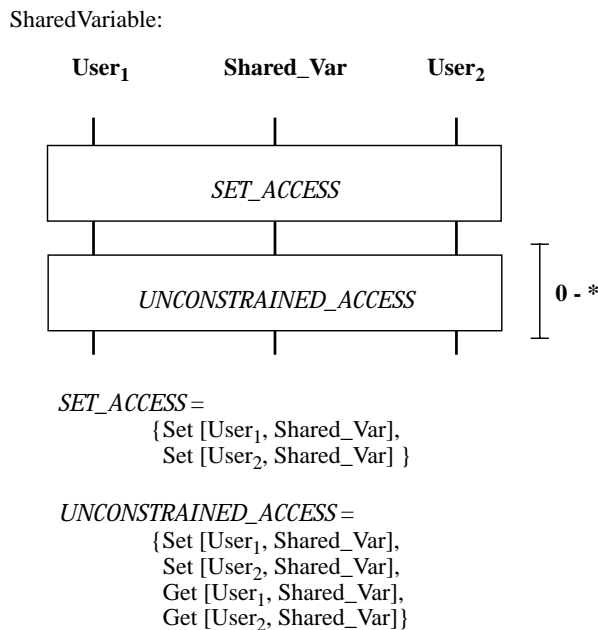 SharedVariable:
User₁ Shared_Var User₂
SET_ACCESS
UNCONSTRAINED_ACCESS 0 - *
SET_ACCESS =
{Set [User₁, Shared_Var],
Set [User₂, Shared_Var] }
UNCONSTRAINED_ACCESS =
{Set [User₁, Shared_Var],
Set [User₂, Shared_Var],
Get [User₁, Shared_Var],
Get [User₂, Shared_Var]}